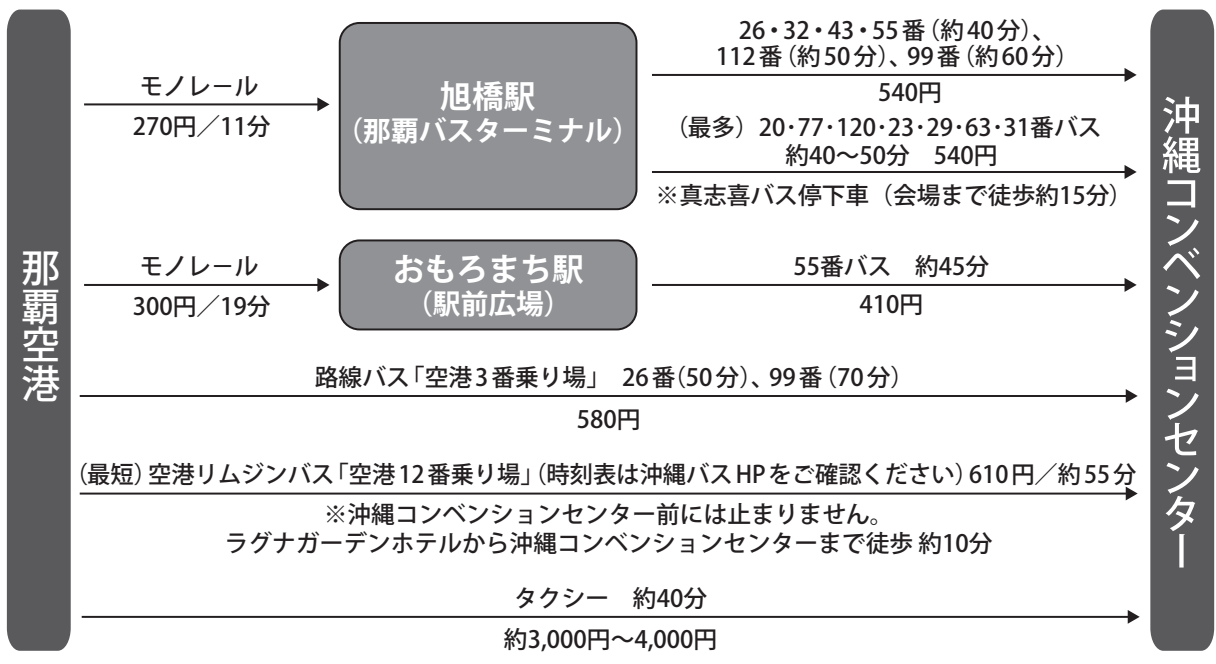 那覇空港
モノレール
270円／11分
旭橋駅
（那覇バスターミナル）
26・32・43・55番（約40分）、
112番（約50分）、99番（約60分）
540円
（最多）20・77・120・23・29・63・31番バス
約40～50分　540円
※真志喜バス停下車（会場まで徒歩約15分）
モノレール
300円／19分
おもろまち駅
（駅前広場）
55番バス　約45分
410円
路線バス「空港3番乗り場」　26番（50分）、99番（70分）
580円
（最短）空港リムジンバス「空港12番乗り場」（時刻表は沖縄バスHPをご確認ください）610円／約55分
※沖縄コンベンションセンター前には止まりません。
ラグナガーデンホテルから沖縄コンベンションセンターまで徒歩 約10分
タクシー　約40分
約3,000円～4,000円
沖縄コンベンションセンター